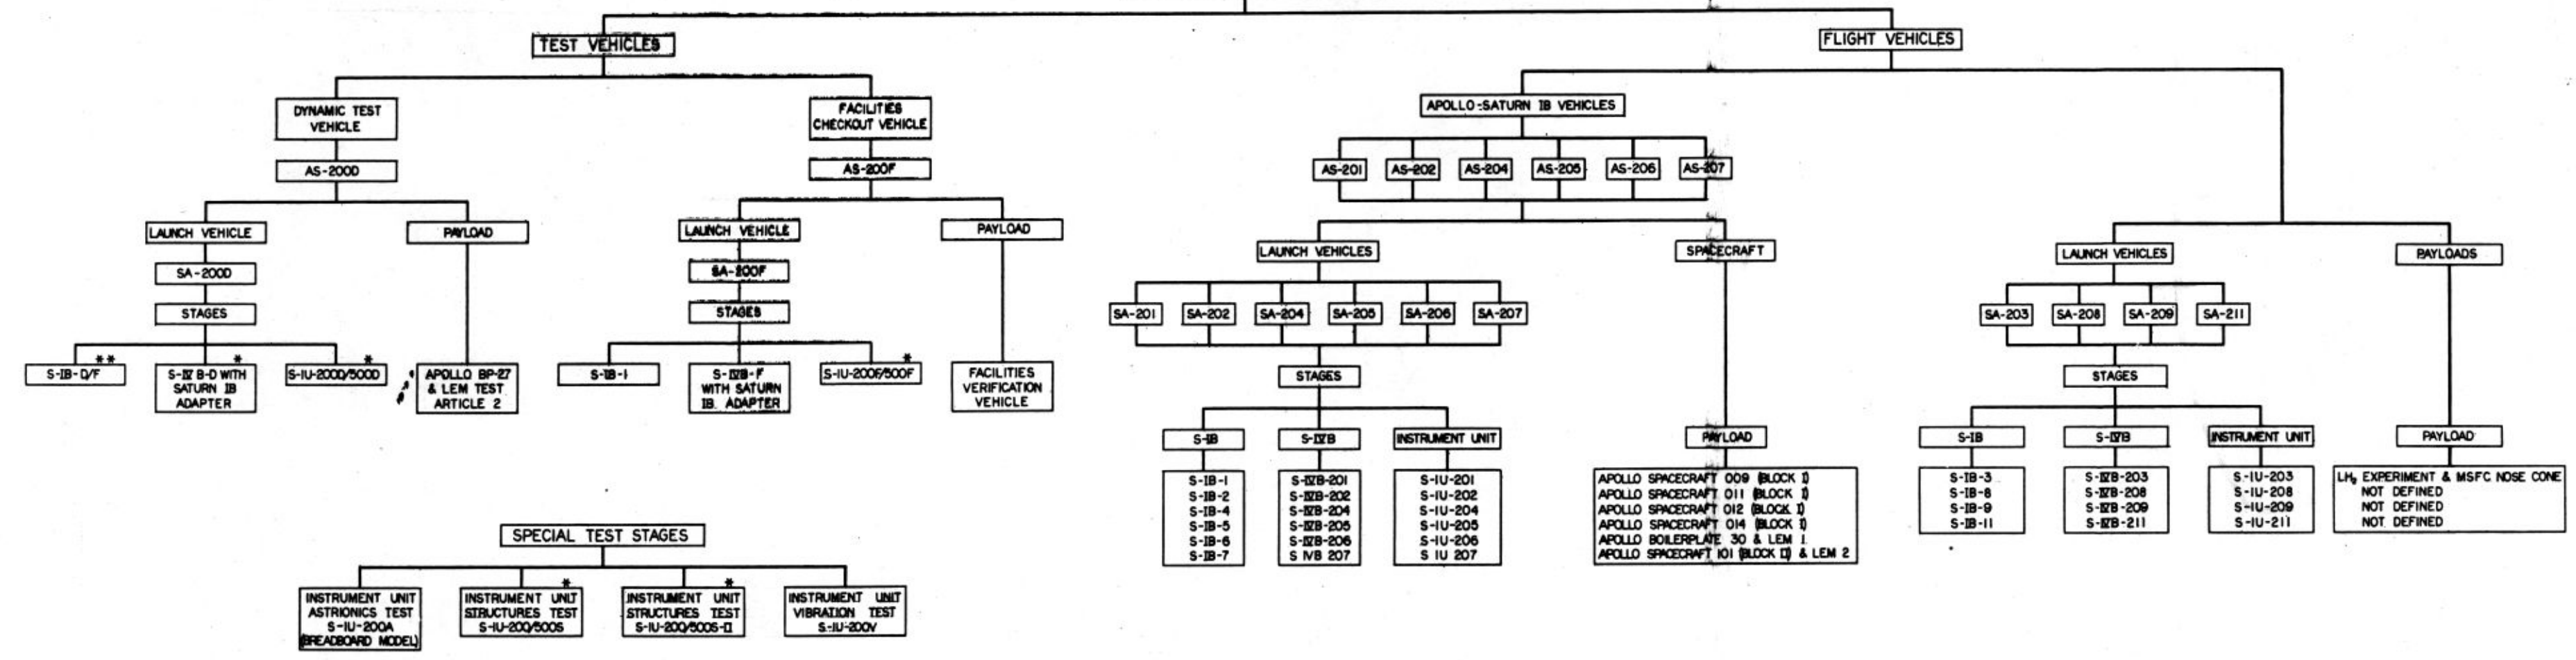 TEST VEHICLES
FLIGHT VEHICLES
DYNAMIC TEST
VEHICLE
FACILITIES
CHECKOUT VEHICLE
AS-200D
AS-200F
LAUNCH VEHICLE
PAYLOAD
LAUNCH VEHICLE
PAYLOAD
SA-200D
SA-200F
STAGES
STAGES
**
S-IB-D/F
*
S-IVB-D WITH
SATURN IB
ADAPTER
*
S-IU-200D/500D
APOLLO BP-27
& LEM TEST
ARTICLE 2
S-IB-1
S-IVB-F
WITH SATURN
IB ADAPTER
*
S-IU-200F/500F
FACILITIES
VERIFICATION
VEHICLE
SPECIAL TEST STAGES
INSTRUMENT UNIT
ASTRIONICS TEST
S-IU-200A
(BREADBOARD MODEL)
*
INSTRUMENT UNIT
STRUCTURES TEST
S-IU-200/500S
*
INSTRUMENT UNIT
STRUCTURES TEST
S-IU-200/500S-II
INSTRUMENT UNIT
VIBRATION TEST
S-IU-200V
APOLLO-SATURN IB VEHICLES
AS-201
AS-202
AS-204
AS-205
AS-206
AS-207
LAUNCH VEHICLES
SPACECRAFT
SA-201
SA-202
SA-204
SA-205
SA-206
SA-207
STAGES
S-IB
S-IVB
INSTRUMENT UNIT
PAYLOAD
S-IB-1
S-IB-2
S-IB-4
S-IB-5
S-IB-6
S-IB-7
S-IVB-201
S-IVB-202
S-IVB-204
S-IVB-205
S-IVB-206
S IVB 207
S-IU-201
S-IU-202
S-IU-204
S-IU-205
S-IU-206
S IU 207
APOLLO SPACECRAFT 009 (BLOCK I)
APOLLO SPACECRAFT 011 (BLOCK I)
APOLLO SPACECRAFT 012 (BLOCK I)
APOLLO SPACECRAFT 014 (BLOCK I)
APOLLO BOILERPLATE 30 & LEM 1
APOLLO SPACECRAFT 101 (BLOCK II) & LEM 2
LAUNCH VEHICLES
PAYLOADS
SA-203
SA-208
SA-209
SA-211
STAGES
S-IB
S-IVB
INSTRUMENT UNIT
PAYLOAD
S-IB-3
S-IB-8
S-IB-9
S-IB-11
S-IVB-203
S-IVB-208
S-IVB-209
S-IVB-211
S-IU-203
S-IU-208
S-IU-209
S-IU-211
LH₂ EXPERIMENT & MSFC NOSE CONE
NOT DEFINED
NOT DEFINED
NOT DEFINED